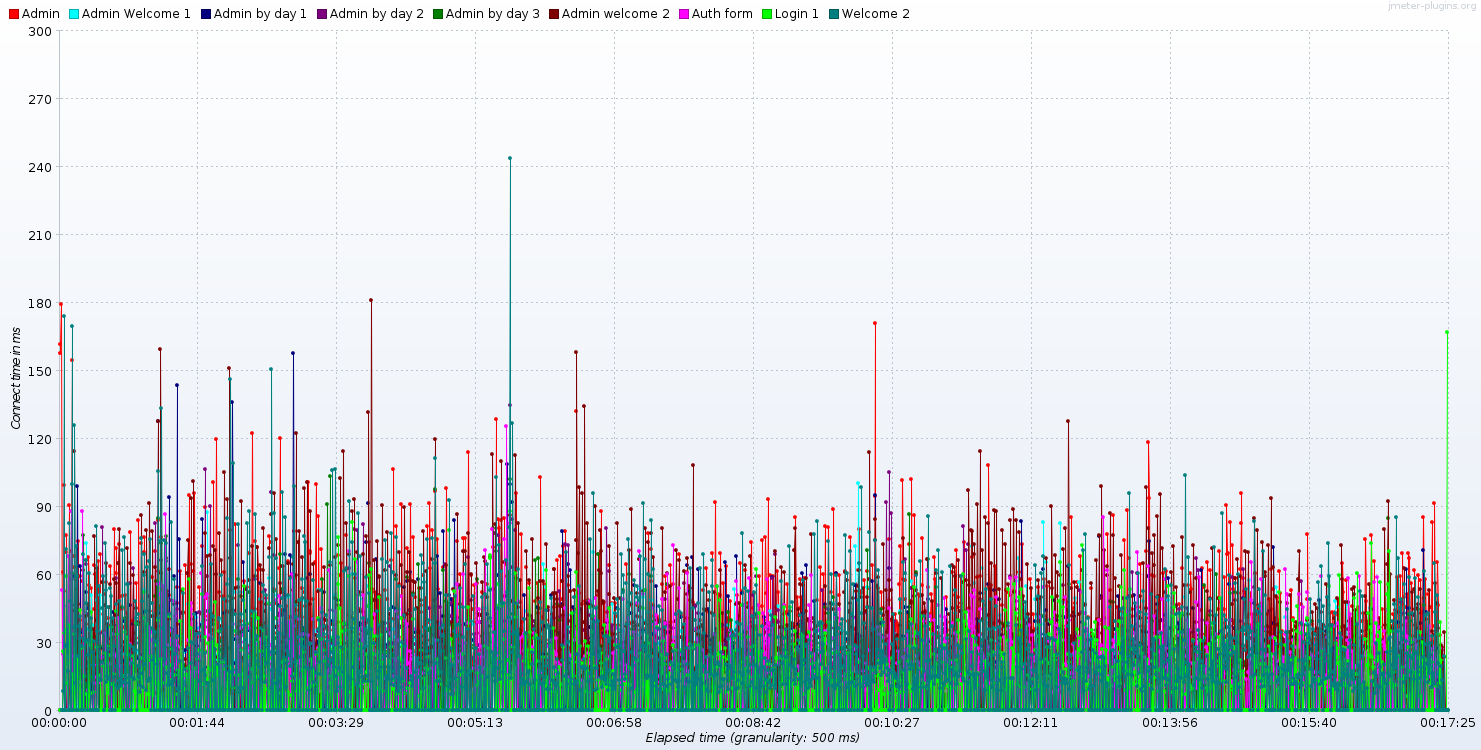 Admin Admin Welcome 1 Admin by day 1 Admin by day 2 Admin by day 3 Admin welcome 2 Auth form Login 1 Welcome 2
jmeter-plugins.org
300
270
240
210
180
150
120
90
60
30
0
Connect time in ms
00:00:00 00:01:44 00:03:29 00:05:13 00:06:58 00:08:42 00:10:27 00:12:11 00:13:56 00:15:40 00:17:25
Elapsed time (granularity: 500 ms)